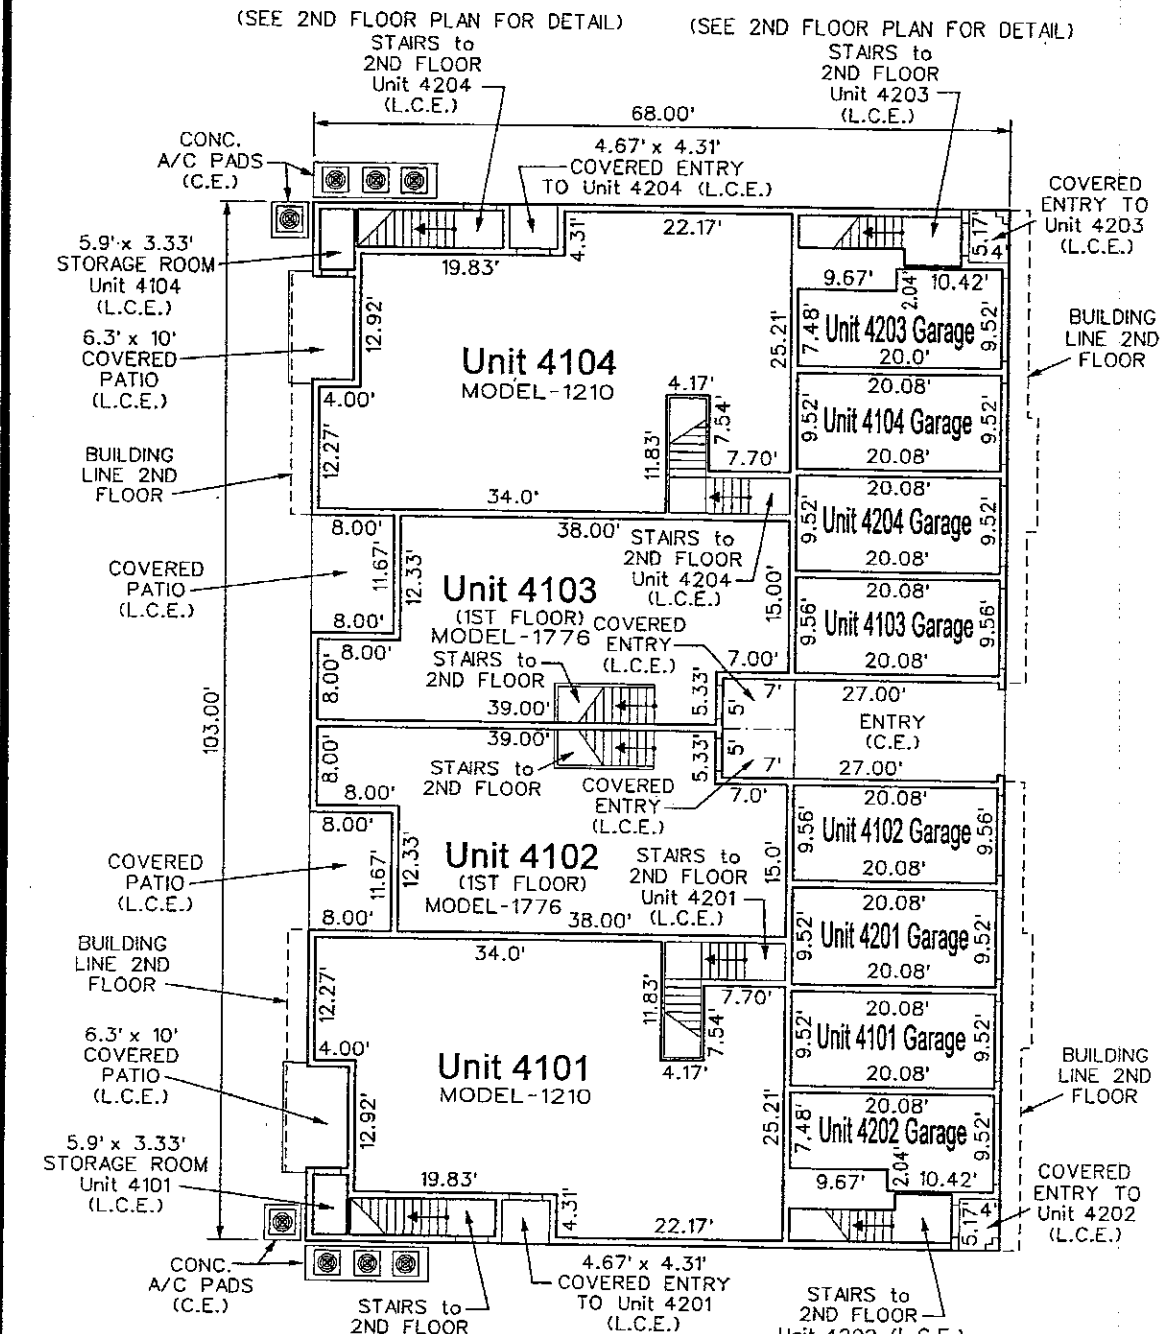 (SEE 2ND FLOOR PLAN FOR DETAIL)
(SEE 2ND FLOOR PLAN FOR DETAIL)
STAIRS to
2ND FLOOR
Unit 4204
(L.C.E.)
STAIRS to
2ND FLOOR
Unit 4203
(L.C.E.)
68.00'
CONC.
A/C PADS
(C.E.)
4.67' x 4.31'
COVERED ENTRY
TO Unit 4204 (L.C.E.)
COVERED
ENTRY TO
Unit 4203
(L.C.E.)
5.9' x 3.33'
STORAGE ROOM
Unit 4104
(L.C.E.)
19.83'
4.31'
22.17'
5.17'
4'
9.67'
2.04'
10.42'
6.3' x 10'
COVERED
PATIO
(L.C.E.)
12.92'
25.21'
7.48'
Unit 4203 Garage
9.52'
20.0'
BUILDING
LINE 2ND
FLOOR
Unit 4104
MODEL-1210
4.00'
12.27'
4.17'
7.54'
11.83'
7.70'
34.0'
20.08'
9.52'
Unit 4104 Garage
9.52'
20.08'
BUILDING
LINE 2ND
FLOOR
20.08'
9.52'
Unit 4204 Garage
9.52'
20.08'
8.00'
38.00'
STAIRS to
2ND FLOOR
Unit 4204
(L.C.E.)
COVERED
PATIO
(L.C.E.)
11.67'
12.33'
Unit 4103
(1ST FLOOR)
MODEL-1776
15.00'
20.08'
9.56'
Unit 4103 Garage
9.56'
20.08'
8.00'
8.00'
COVERED
ENTRY
(L.C.E.)
STAIRS to
2ND FLOOR
7.00'
8.00'
39.00'
5.33'
7'
5'
27.00'
ENTRY
(C.E.)
103.00'
39.00'
8.00'
STAIRS to
2ND FLOOR
5.33'
5'
7'
27.00'
COVERED
ENTRY
(L.C.E.)
7.0'
8.00'
8.00'
20.08'
9.56'
Unit 4102 Garage
9.56'
20.08'
COVERED
PATIO
(L.C.E.)
11.67'
12.33'
Unit 4102
(1ST FLOOR)
MODEL-1776
STAIRS to
2ND FLOOR
Unit 4201
(L.C.E.)
15.0'
8.00'
38.00'
20.08'
9.52'
Unit 4201 Garage
9.52'
20.08'
BUILDING
LINE 2ND
FLOOR
34.0'
12.27'
11.83'
7.70'
7.54'
4.17'
20.08'
9.52'
Unit 4101 Garage
9.52'
20.08'
6.3' x 10'
COVERED
PATIO
(L.C.E.)
4.00'
Unit 4101
MODEL-1210
BUILDING
LINE 2ND
FLOOR
12.92'
25.21'
20.08'
7.48'
Unit 4202 Garage
9.52'
9.67'
2.04'
10.42'
5.9' x 3.33'
STORAGE ROOM
Unit 4101
(L.C.E.)
19.83'
4.31'
22.17'
5.17'
4'
COVERED
ENTRY TO
Unit 4202
(L.C.E.)
CONC.
A/C PADS
(C.E.)
4.67' x 4.31'
COVERED ENTRY
TO Unit 4201
(L.C.E.)
STAIRS to
2ND FLOOR
STAIRS to
2ND FLOOR